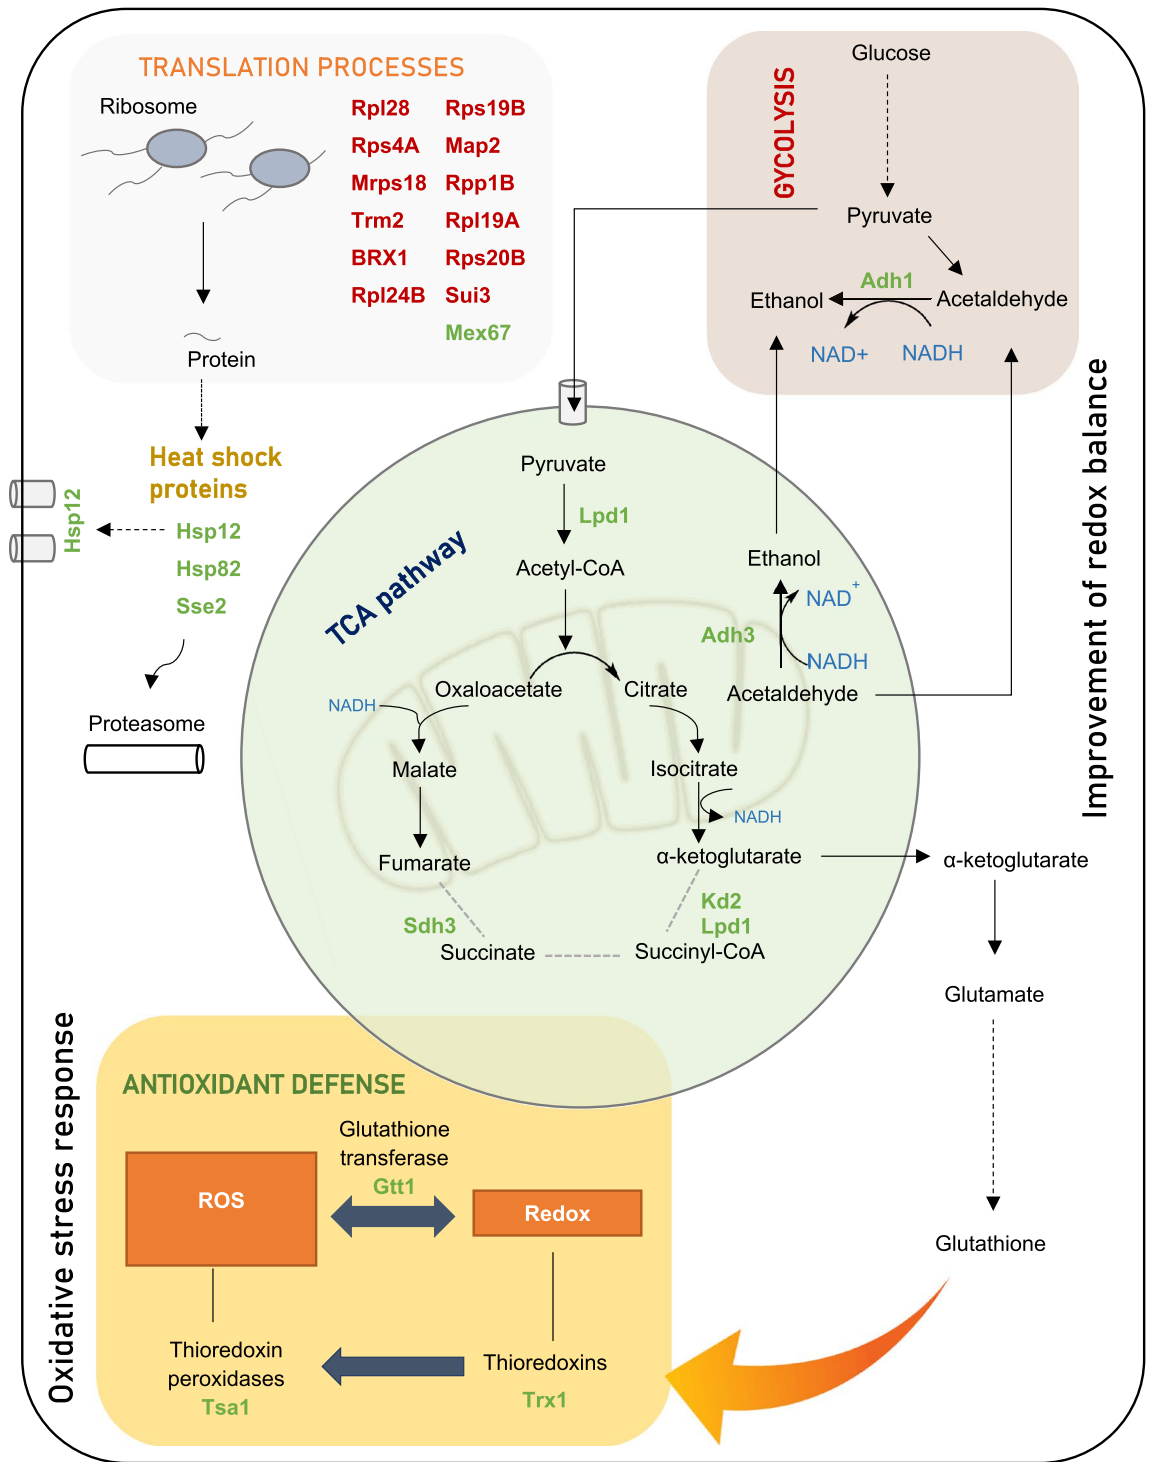 TRANSLATION PROCESSES
Ribosome
Rpl28 Rps19B
Rps4A Map2
Mrps18 Rpp1B
Trm2 Rpl19A
BRX1 Rps20B
Rpl24B Sui3
Mex67
Protein
Heat shock
proteins
Hsp12
Hsp12
Hsp82
Sse2
Proteasome
GYCOLYSIS
Glucose
Pyruvate
Adh1
Ethanol
Acetaldehyde
NAD+
NADH
Improvement of redox balance
TCA pathway
Pyruvate
Lpd1
Acetyl-CoA
Ethanol
NAD+
Adh3
NADH
Acetaldehyde
Oxaloacetate
Citrate
NADH
Malate
Isocitrate
NADH
Fumarate
α-ketoglutarate
α-ketoglutarate
Kd2
Lpd1
Sdh3
Succinate
Succinyl-CoA
Glutamate
Glutathione
Oxidative stress response
ANTIOXIDANT DEFENSE
Glutathione
transferase
Gtt1
ROS
Redox
Thioredoxin
peroxidases
Tsa1
Thioredoxins
Trx1